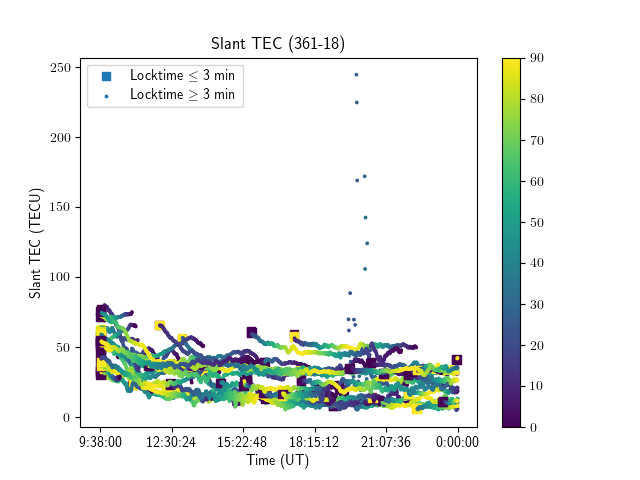 Slant TEC (361-18)
Locktime ≤ 3 min
Locktime ≥ 3 min
250
200
150
100
50
0
Slant TEC (TECU)
9:38:00 12:30:24 15:22:48 18:15:12 21:07:36 0:00:00
Time (UT)
90
80
70
60
50
40
30
20
10
0